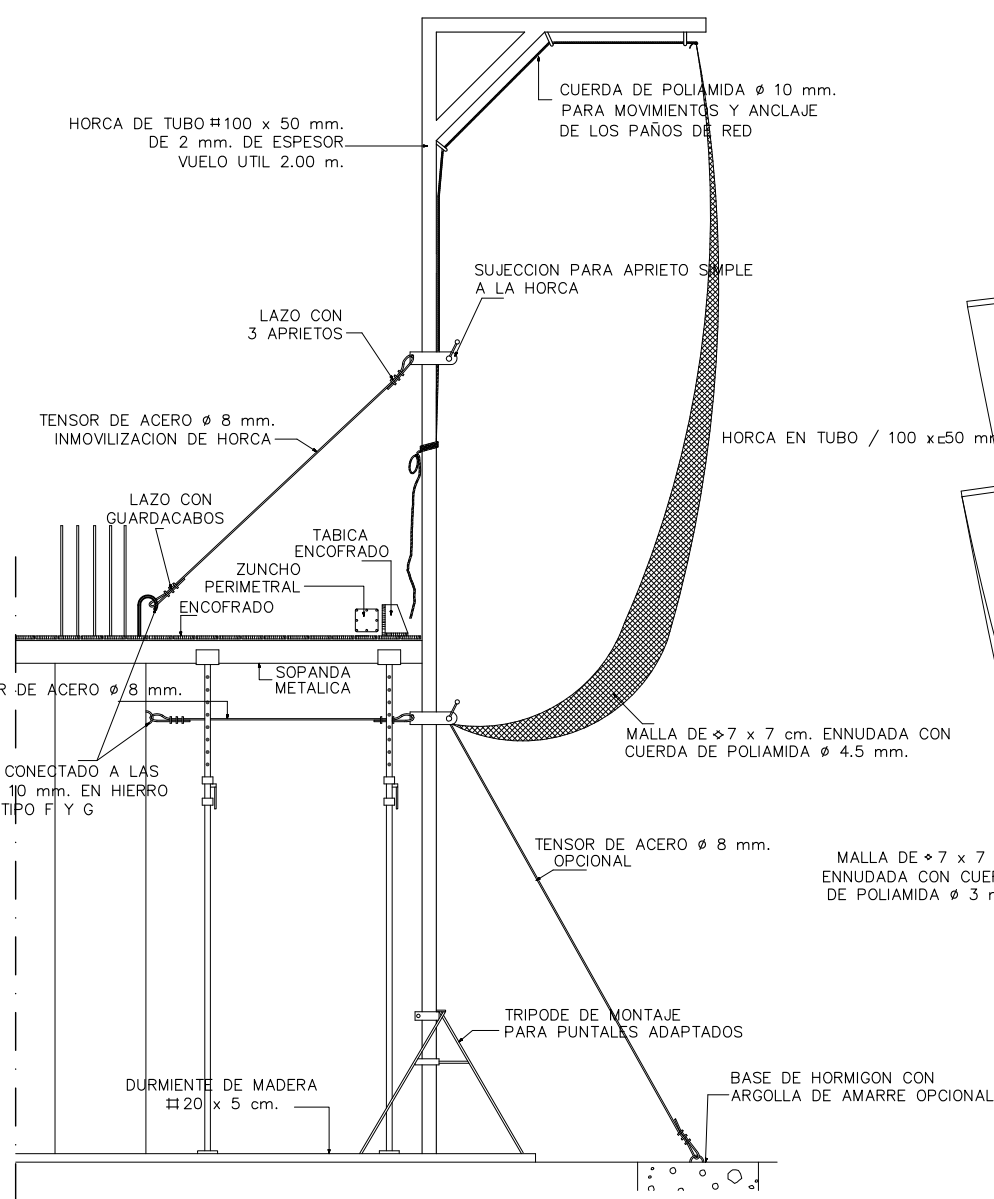 CUERDA DE POLIAMIDA ø 10 mm.
PARA MOVIMIENTOS Y ANCLAJE
DE LOS PAÑOS DE RED
HORCA DE TUBO ⌗100 x 50 mm.
DE 2 mm. DE ESPESOR
VUELO UTIL 2.00 m.
SUJECCION PARA APRIETO SIMPLE
A LA HORCA
LAZO CON
3 APRIETOS
TENSOR DE ACERO ø 8 mm.
INMOVILIZACION DE HORCA
HORCA EN TUBO / 100 x 50 mm
LAZO CON
GUARDACABOS
TABICA
ENCOFRADO
ZUNCHO
PERIMETRAL
ENCOFRADO
SOPANDA
METALICA
R DE ACERO ø 8 mm.
MALLA DE ⌖7 x 7 cm. ENNUDADA CON
CUERDA DE POLIAMIDA ø 4.5 mm.
CONECTADO A LAS
10 mm. EN HIERRO
TIPO F Y G
TENSOR DE ACERO ø 8 mm.
OPCIONAL
MALLA DE ⌖7 x 7
ENNUDADA CON CUER
DE POLIAMIDA ø 3 m
TRIPODE DE MONTAJE
PARA PUNTALES ADAPTADOS
DURMIENTE DE MADERA
⌗20 x 5 cm.
BASE DE HORMIGON CON
ARGOLLA DE AMARRE OPCIONAL